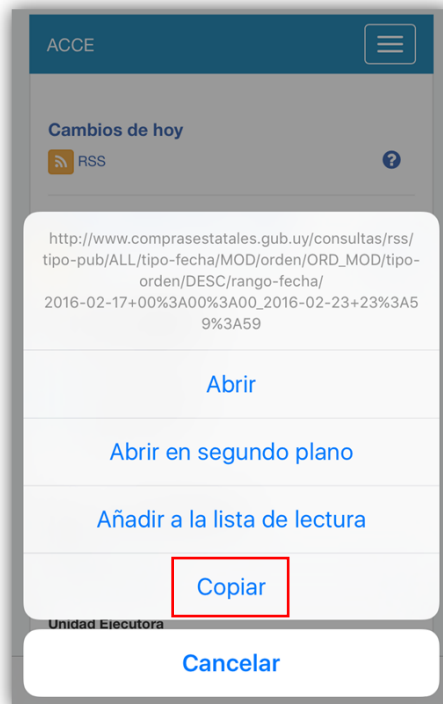 ACCE
Cambios de hoy
RSS
?
http://www.comprasestatales.gub.uy/consultas/rss/
tipo-pub/ALL/tipo-fecha/MOD/orden/ORD_MOD/tipo-
orden/DESC/rango-fecha/
2016-02-17+00%3A00%3A00_2016-02-23+23%3A5
9%3A59
Abrir
Abrir en segundo plano
Añadir a la lista de lectura
Copiar
Unidad Ejecutora
Cancelar